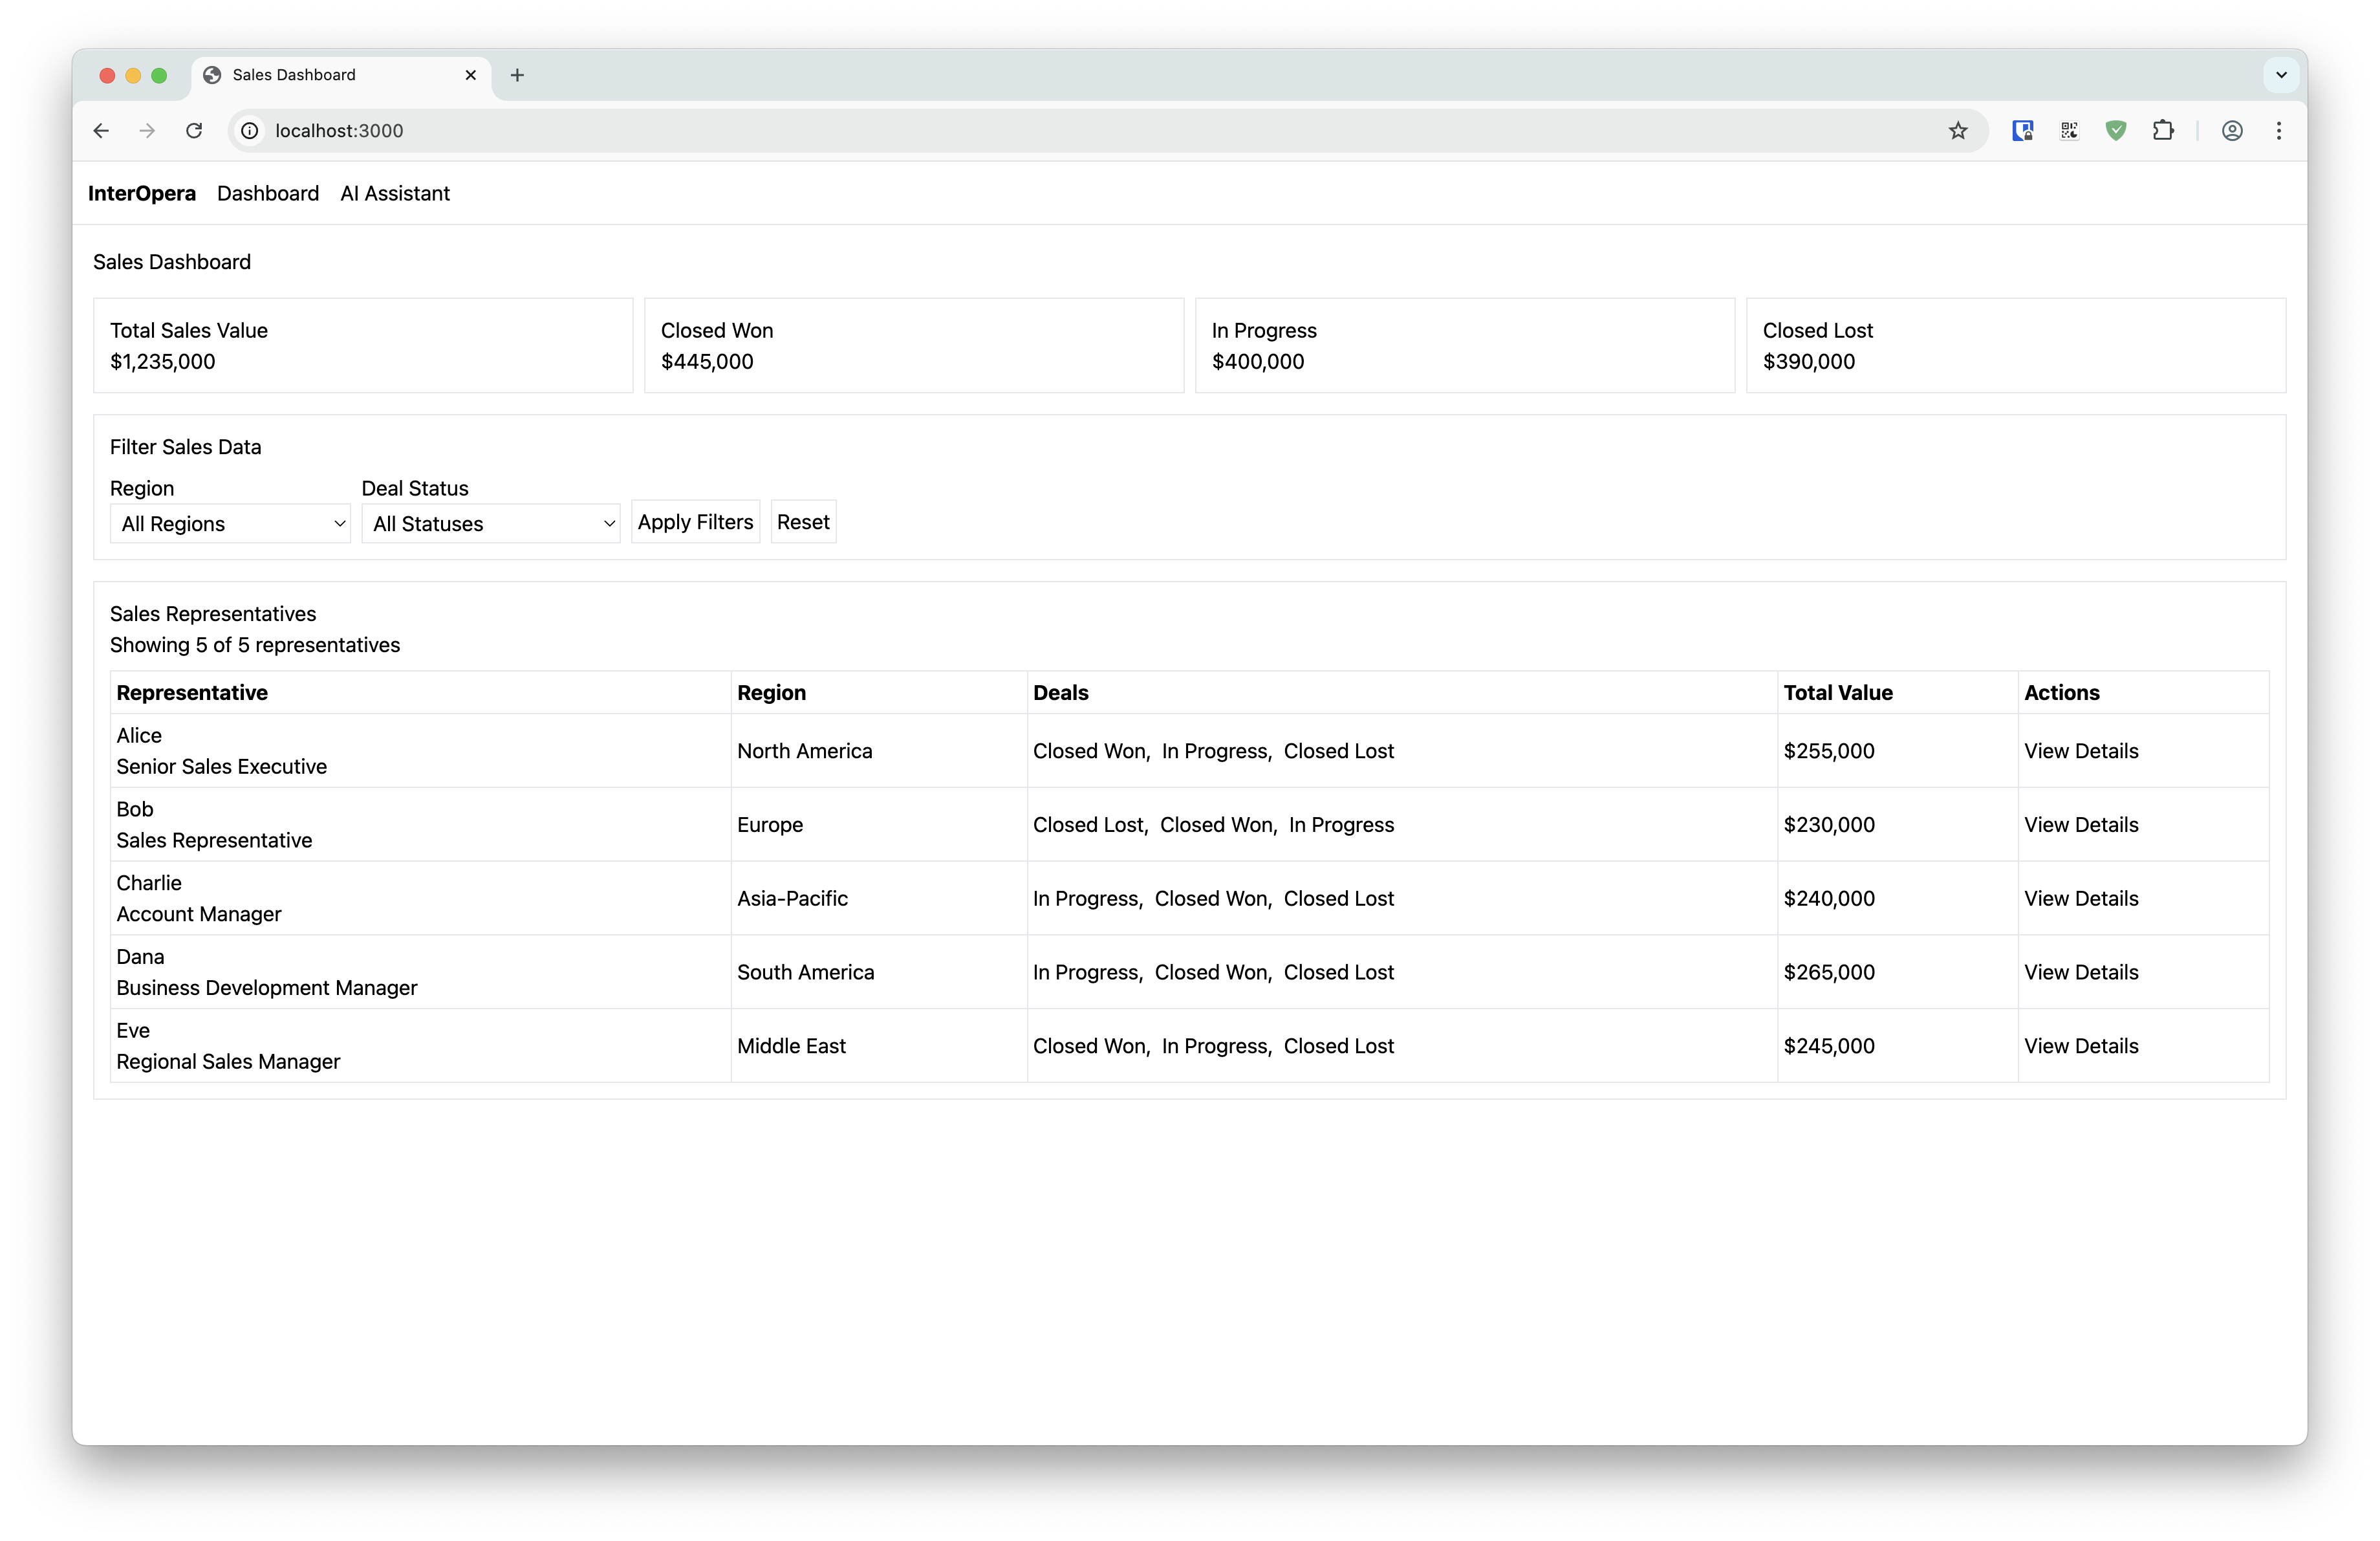 Sales Dashboard
localhost:3000
InterOpera Dashboard AI Assistant
Sales Dashboard
Total Sales Value
$1,235,000
Closed Won
$445,000
In Progress
$400,000
Closed Lost
$390,000
Filter Sales Data
Region
All Regions
Deal Status
All Statuses
Apply Filters
Reset
Sales Representatives
Showing 5 of 5 representatives
Representative Region Deals Total Value Actions
Alice
Senior Sales Executive
North America
Closed Won, In Progress, Closed Lost
$255,000
View Details
Bob
Sales Representative
Europe
Closed Lost, Closed Won, In Progress
$230,000
View Details
Charlie
Account Manager
Asia-Pacific
In Progress, Closed Won, Closed Lost
$240,000
View Details
Dana
Business Development Manager
South America
In Progress, Closed Won, Closed Lost
$265,000
View Details
Eve
Regional Sales Manager
Middle East
Closed Won, In Progress, Closed Lost
$245,000
View Details